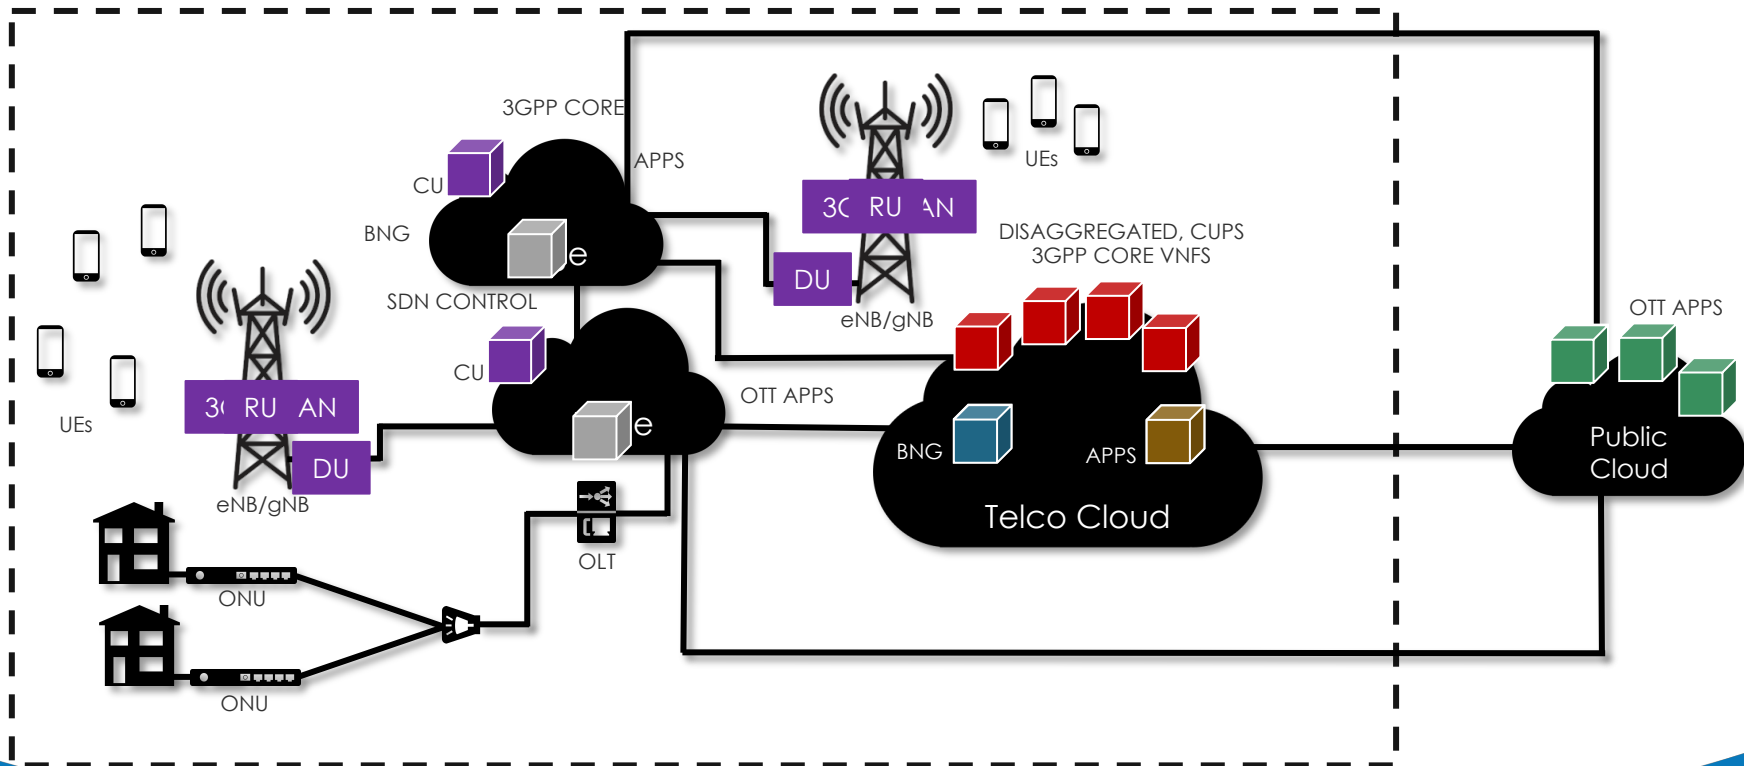 3GPP CORE
APPS
CU
BNG
e
SDN CONTROL
UEs
RU
AN
DU
eNB/gNB
DISAGGREGATED, CUPS
3GPP CORE VNFS
OTT APPS
CU
e
OTT APPS
UEs
RU
AN
DU
eNB/gNB
BNG
APPS
Telco Cloud
Public
Cloud
OLT
ONU
ONU